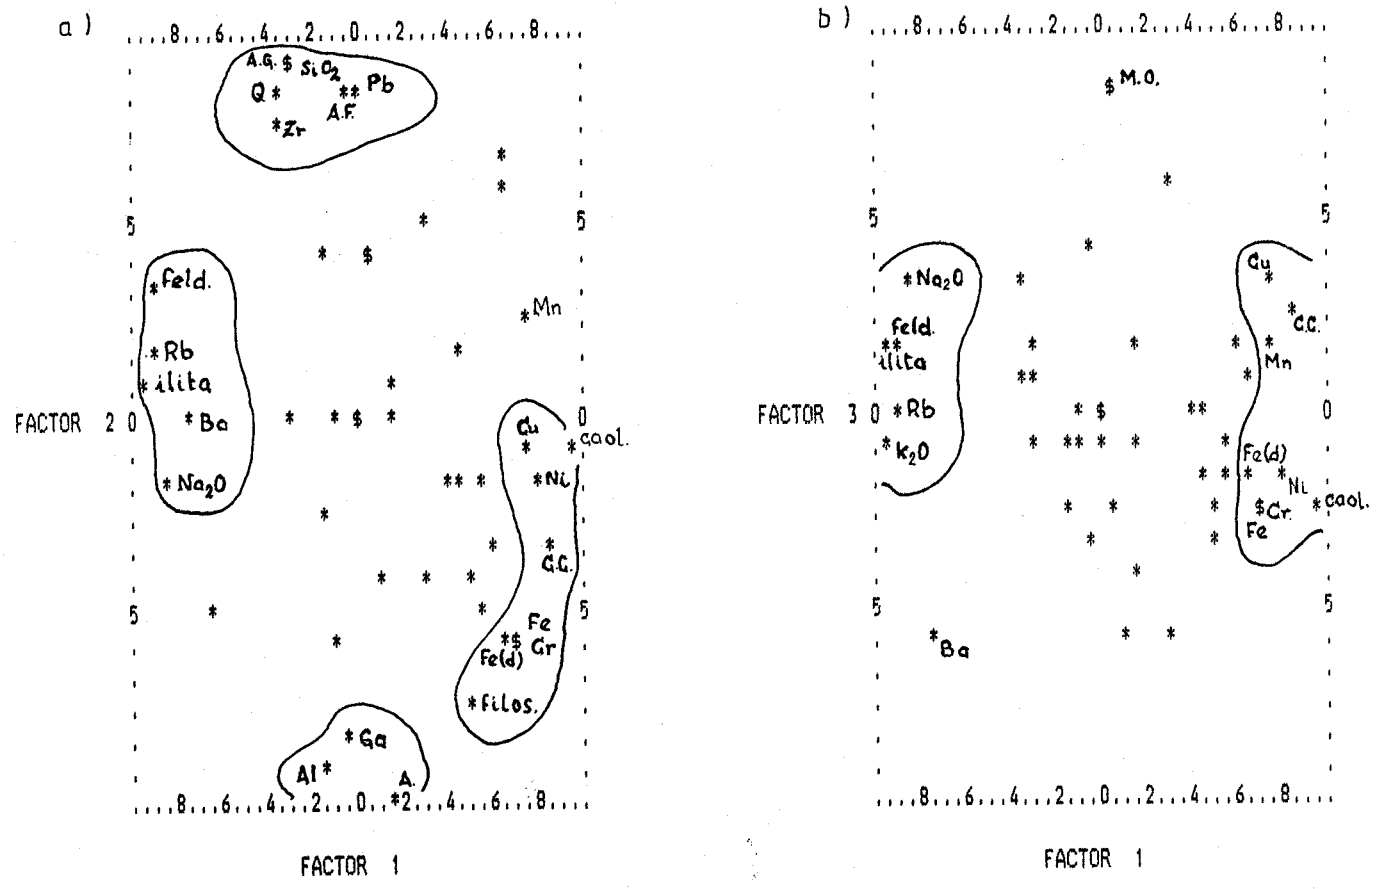 a)
....8...6...4...2...0...2...4...6...8....
A.G. $ SiO2
Q * ** Pb
A.F.
*Zr
5 5
*Feld.
*Mn
*Rb
*ilita
FACTOR 2 0 *Ba 0
Cu
*caol.
*Na2O
*Ni
C.C.
5 5
Fe
*$ Cr
Fe(d)
*filos.
*Ga
Al*
A.
....8...6...4...2...0...*2...4...6...8....
FACTOR 1
b)
....8...6...4...2...0...2...4...6...8....
$ M.O.
5 5
Cu
*Na2O
*C.C.
Feld.
**
ilita
Mn
FACTOR 3 0 *Rb 0
*K2O
Fe(d)
Ni
$Cr *caol.
Fe
5 5
*Ba
....8...6...4...2...0...2...4...6...8....
FACTOR 1